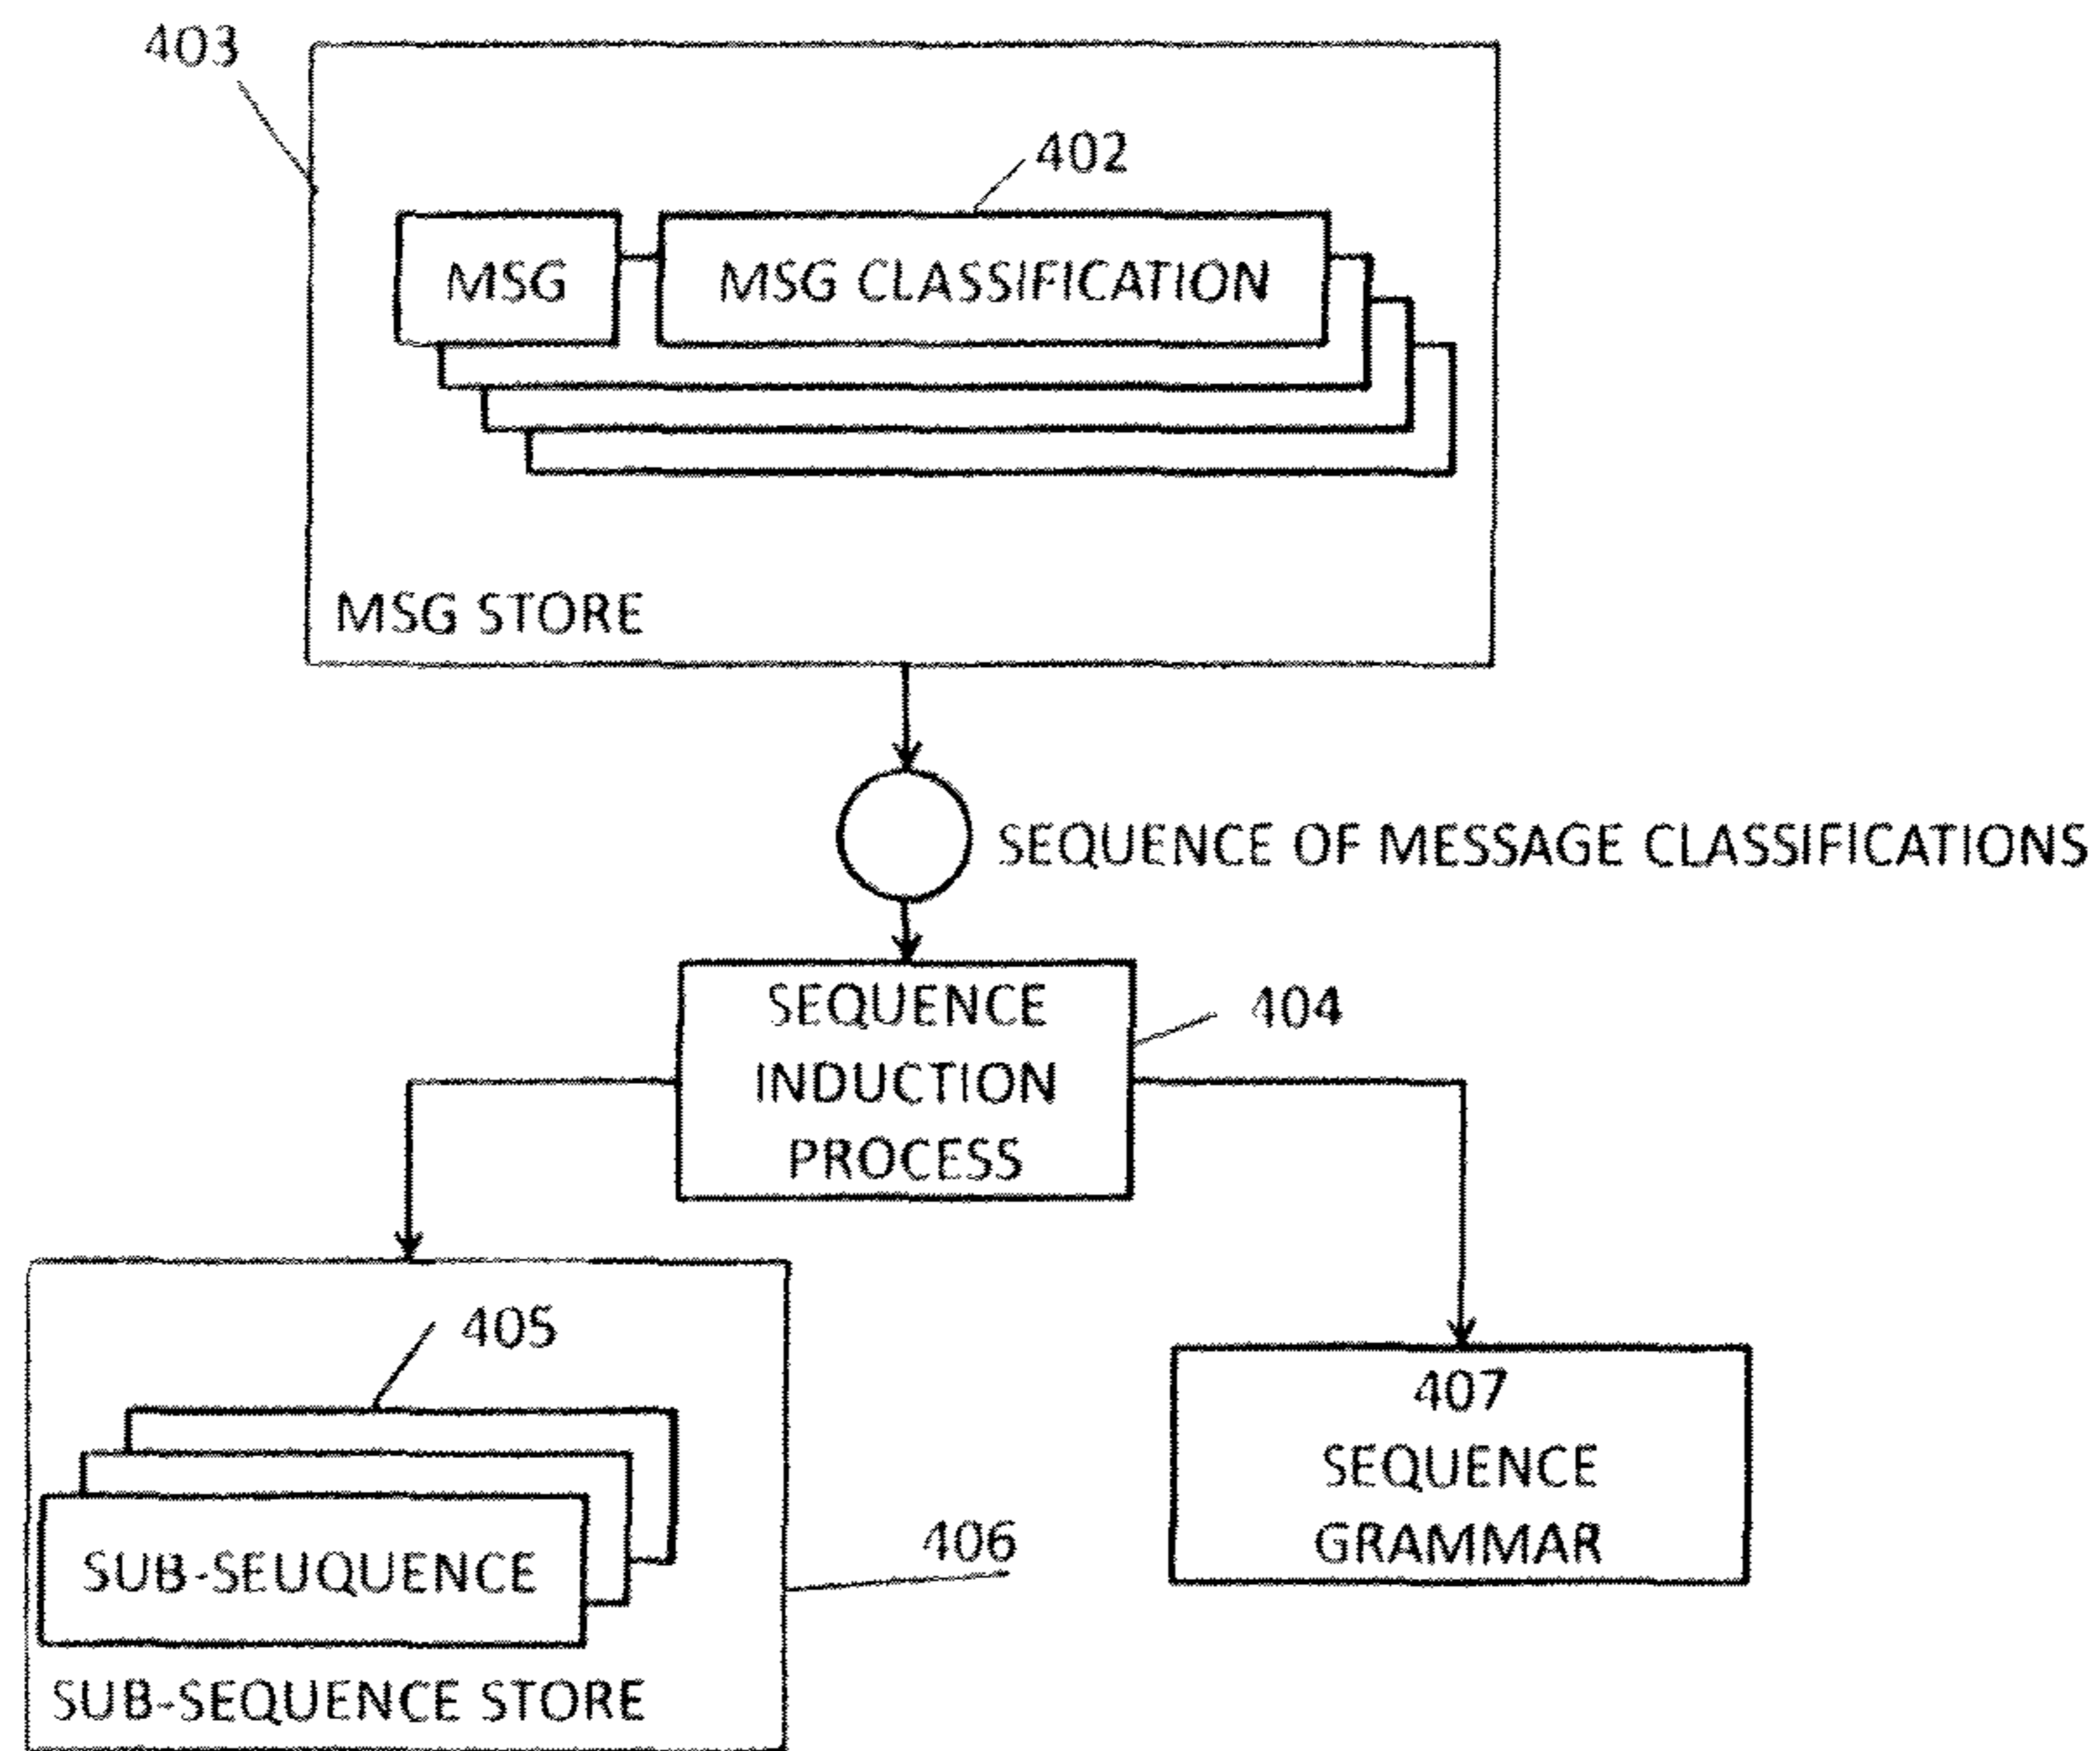 403
402
MSG
MSG CLASSIFICATION
MSG STORE
SEQUENCE OF MESSAGE CLASSIFICATIONS
SEQUENCE
INDUCTION
PROCESS
404
405
407
SEQUENCE
GRAMMAR
406
SUB-SEUQUENCE
SUB-SEQUENCE STORE